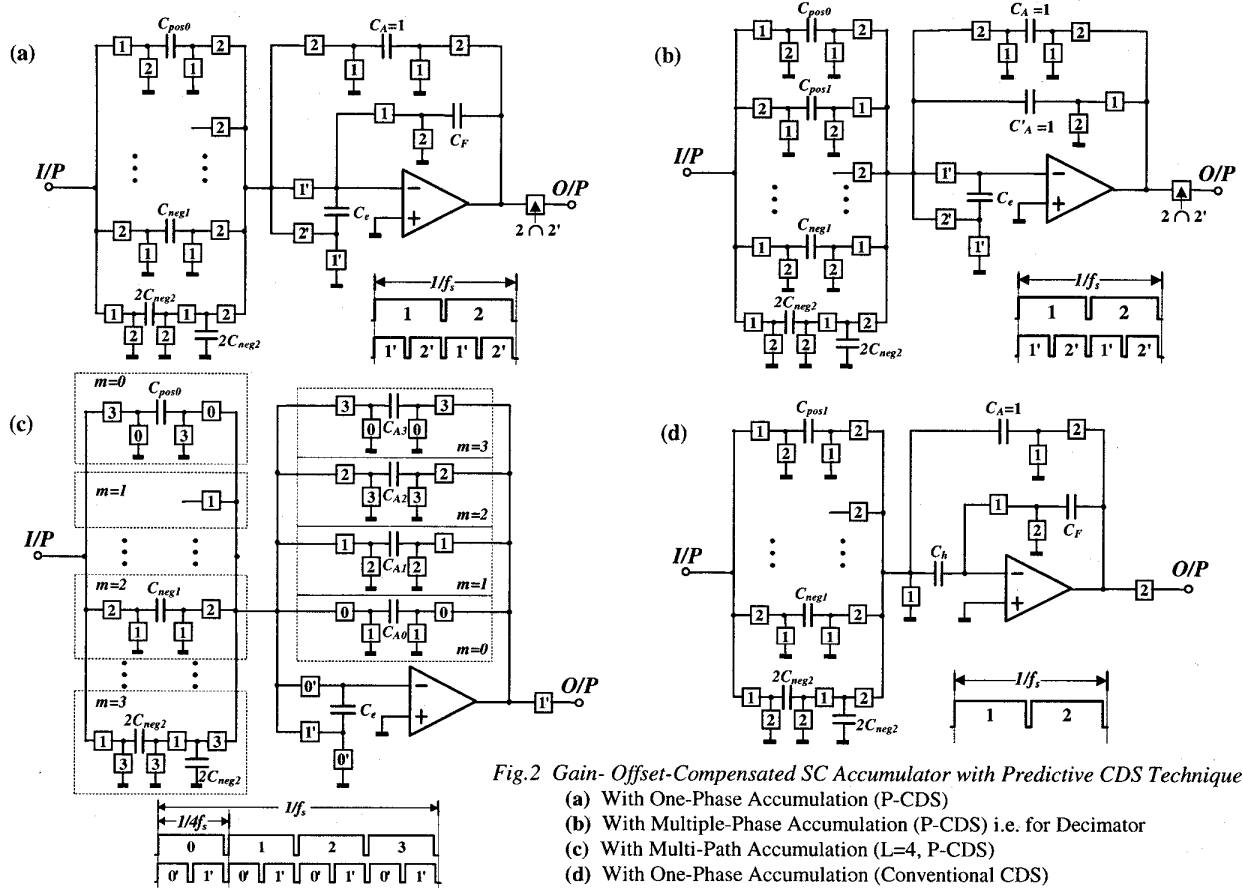 (a)
C_pos0
1
2
2
1
2
C_neg1
2
2
1
1
2C_neg2
1
1
2
2
2
2C_neg2
I/P
C_A=1
2
2
1
1
1
2
C_F
1'
C_e
2'
1'
−
+
O/P
2 ∩ 2'
1/f_s
1
2
1'
2'
1'
2'
(b)
C_pos0
1
2
2
1
C_pos1
2
1
1
2
2
C_neg1
1
1
2
2
2C_neg2
1
1
2
2
2
2C_neg2
I/P
C_A=1
2
2
1
1
C'_A=1
1
2
1'
C_e
2'
1'
−
+
O/P
2 ∩ 2'
1/f_s
1
2
1'
2'
1'
2'
(c)
m=0
C_pos0
3
0
0
3
m=1
1
I/P
m=2
C_neg1
2
2
1
1
m=3
2C_neg2
1
1
3
3
3
2C_neg2
3
3
0
C_A3
0
m=3
2
2
3
C_A2
3
m=2
1
1
2
C_A1
2
m=1
0
0
1
C_A0
1
m=0
0'
C_e
1'
0'
−
+
1'
O/P
1/f_s
1/4f_s
0
1
2
3
0'
1'
0'
1'
0'
1'
0'
1'
(d)
C_pos1
1
2
2
1
2
C_neg1
2
2
1
1
2C_neg2
1
1
2
2
2
2C_neg2
I/P
C_A=1
2
1
1
2
C_F
C_h
1
−
+
2
O/P
1/f_s
1
2
Fig.2 Gain- Offset-Compensated SC Accumulator with Predictive CDS Technique
(a) With One-Phase Accumulation (P-CDS)
(b) With Multiple-Phase Accumulation (P-CDS) i.e. for Decimator
(c) With Multi-Path Accumulation (L=4, P-CDS)
(d) With One-Phase Accumulation (Conventional CDS)